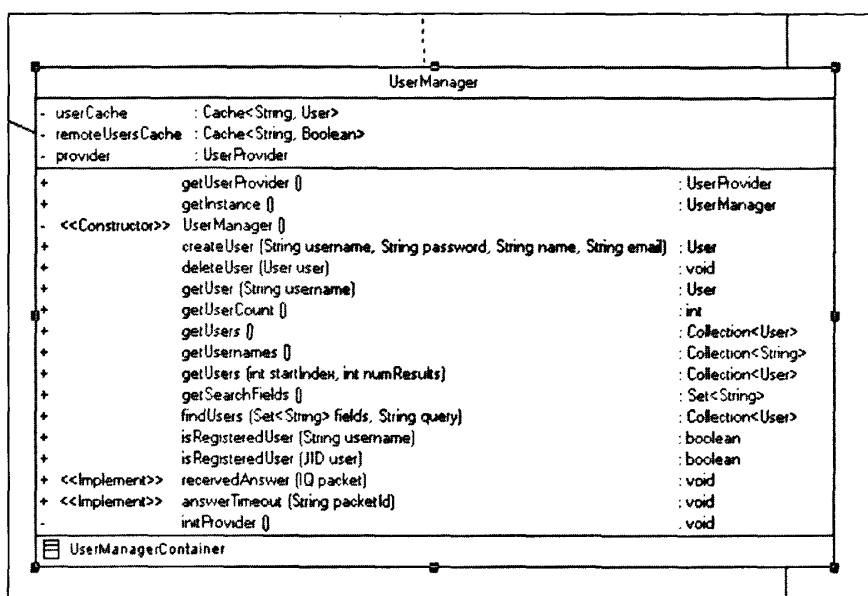 UserManager
- userCache : Cache<String, User>
- remoteUsersCache : Cache<String, Boolean>
- provider : UserProvider
+ getUserProvider () : UserProvider
+ getInstance () : UserManager
- <<Constructor>> UserManager ()
+ createUser (String username, String password, String name, String email) : User
+ deleteUser (User user) : void
+ getUser (String username) : User
+ getUserCount () : int
+ getUsers () : Collection<User>
+ getUsernames () : Collection<String>
+ getUsers (int startIndex, int numResults) : Collection<User>
+ getSearchFields () : Set<String>
+ findUsers (Set<String> fields, String query) : Collection<User>
+ isRegisteredUser (String username) : boolean
+ isRegisteredUser (JID user) : boolean
+ <<Implement>> receivedAnswer (IQ packet) : void
+ <<Implement>> answerTimeout (String packetId) : void
- initProvider () : void
UserManagerContainer